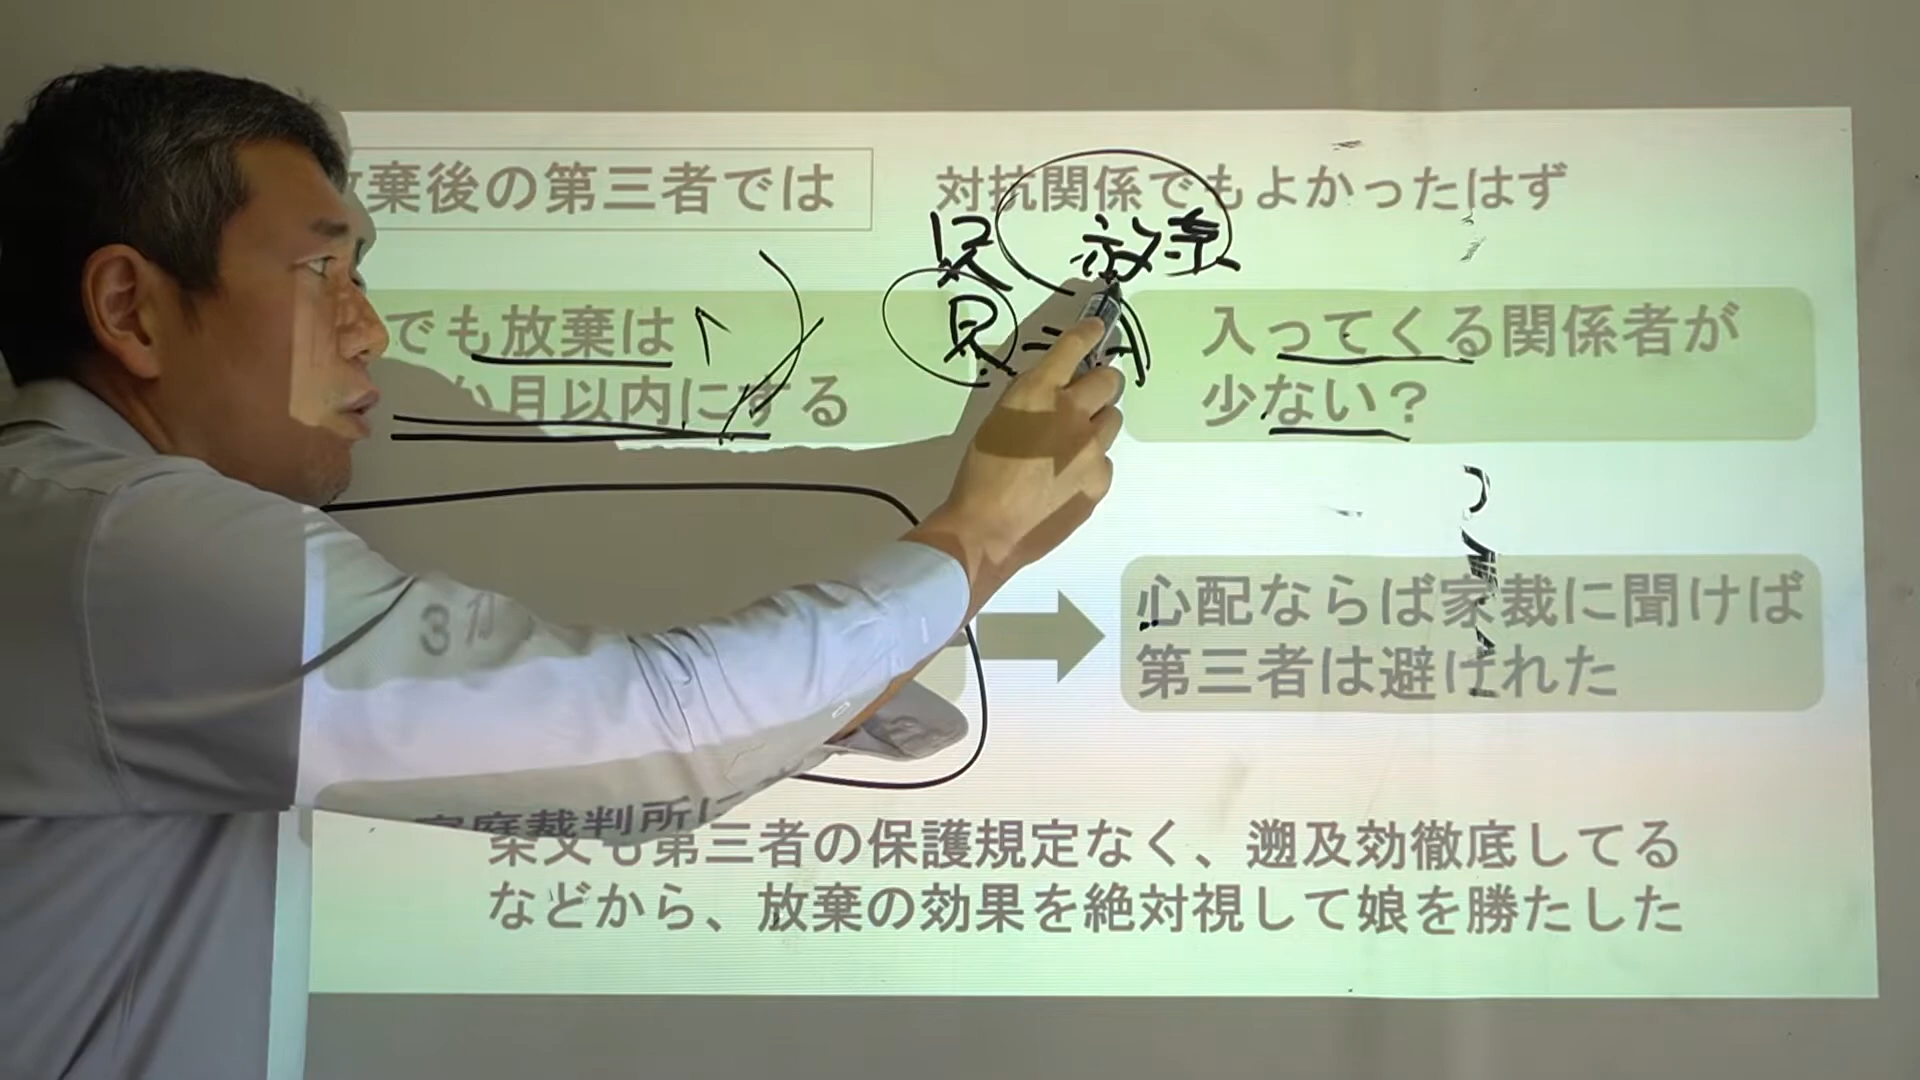 棄後の第三者では
対抗関係でもよかったはず
放棄
でも放棄は
か月以内にする
入ってくる関係者が
少ない？
心配ならば家裁に聞けば
第三者は避けれた
家庭裁判所に
条文も第三者の保護規定なく、遡及効徹底してる
などから、放棄の効果を絶対視して娘を勝たした